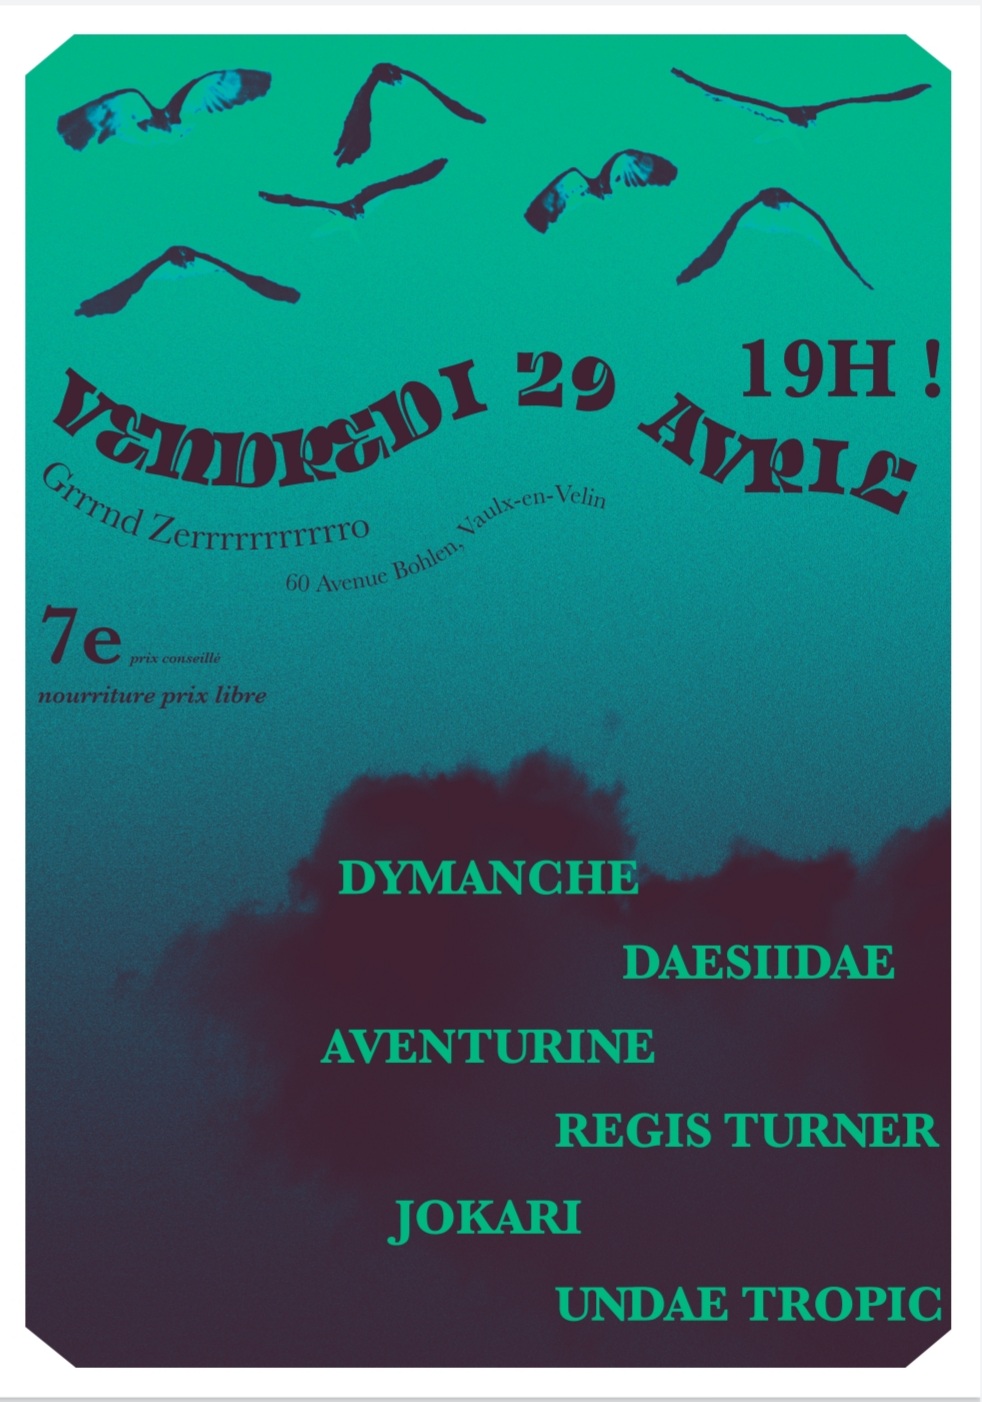 VENDREDI 29 AVRIL
19H !
Grrrnd Zerrrrrrrrrrro
60 Avenue Bohlen, Vaulx-en-Velin
7e prix conseillé
nourriture prix libre
DYMANCHE
DAESIIDAE
AVENTURINE
REGIS TURNER
JOKARI
UNDAE TROPIC